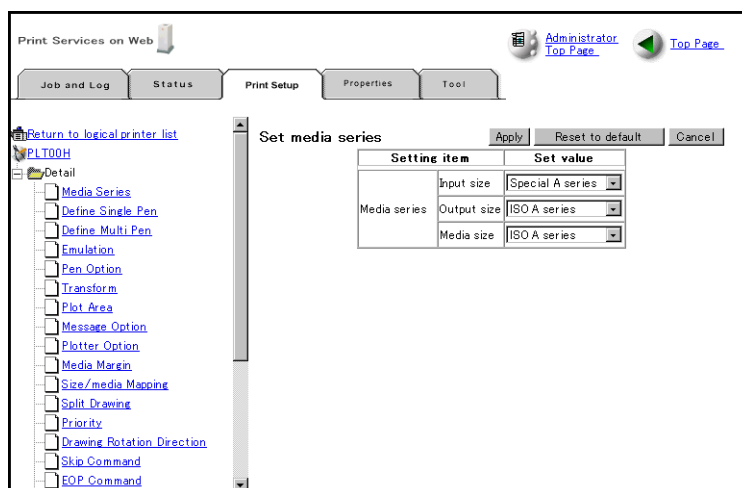 Print Services on Web
Administrator
Top Page
Top Page
Job and Log
Status
Print Setup
Properties
Tool
Return to logical printer list
PLT00H
Detail
Media Series
Define Single Pen
Define Multi Pen
Emulation
Pen Option
Transform
Plot Area
Message Option
Plotter Option
Media Margin
Size/media Mapping
Split Drawing
Priority
Drawing Rotation Direction
Skip Command
EOP Command
Set media series
Apply
Reset to default
Cancel
Setting item
Set value
Media series
Input size
Special A series
Output size
ISO A series
Media size
ISO A series